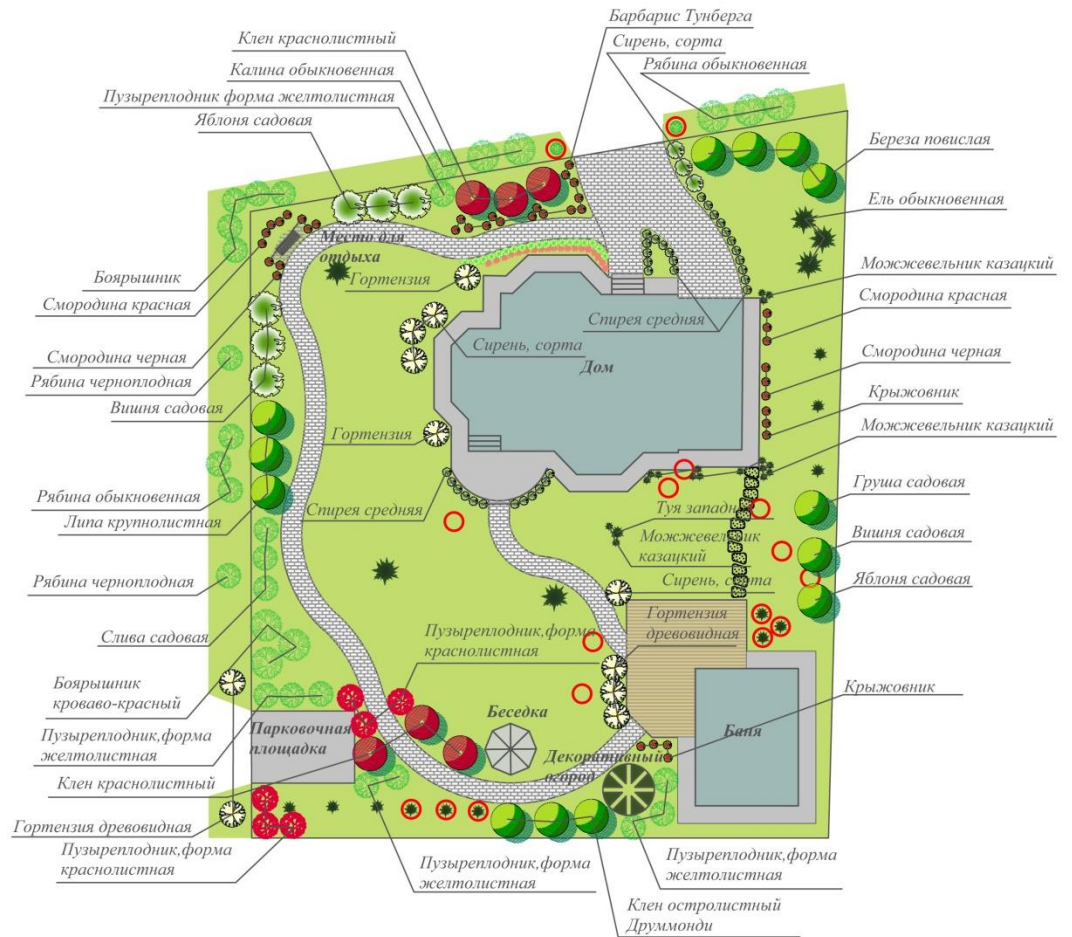 Барбарис Тунберга
Клен краснолистный
Сирень, сорта
Калина обыкновенная
Рябина обыкновенная
Пузыреплодник форма желтолистная
Яблоня садовая
Береза повислая
Ель обыкновенная
Место для
отдыха
Боярышник
Гортензия
Можжевельник казацкий
Смородина красная
Смородина красная
Спирея средняя
Сирень, сорта
Смородина черная
Смородина черная
Дом
Рябина черноплодная
Крыжовник
Вишня садовая
Гортензия
Можжевельник казацкий
Груша садовая
Рябина обыкновенная
Спирея средняя
Туя западная
Липа крупнолистная
Вишня садовая
Можжевельник
казацкий
Рябина черноплодная
Сирень, сорта
Яблоня садовая
Гортензия
древовидная
Слива садовая
Пузыреплодник,форма
краснолистная
Боярышник
кроваво-красный
Крыжовник
Беседка
Парковочная
площадка
Баня
Пузыреплодник,форма
желтолистная
Декоративный
огород
Клен краснолистный
Гортензия древовидная
Пузыреплодник,форма
краснолистная
Пузыреплодник,форма
желтолистная
Пузыреплодник,форма
желтолистная
Клен остролистный
Друммонди